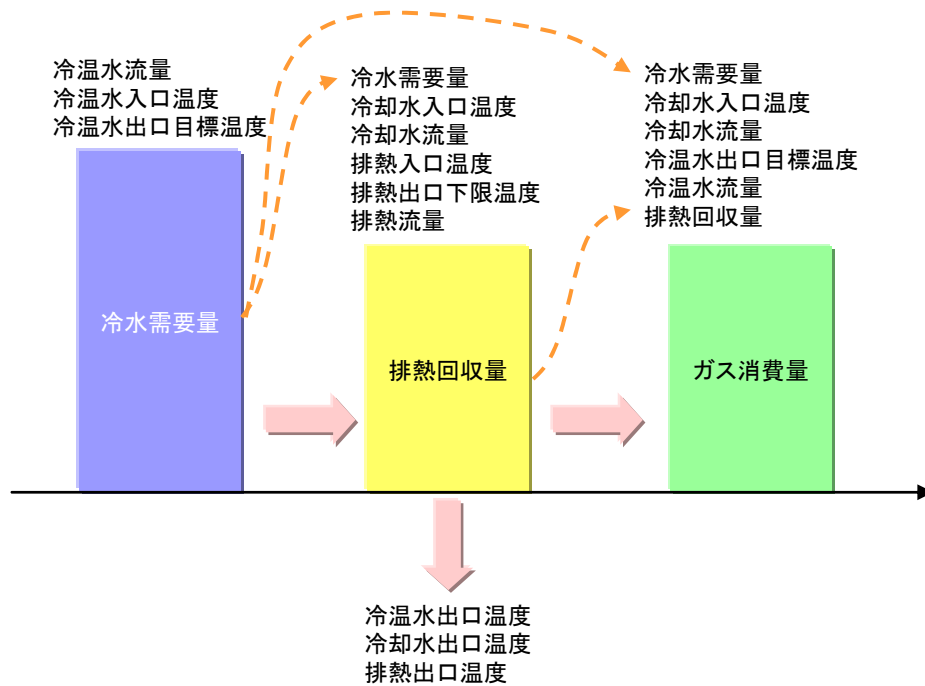 冷温水流量
冷温水入口温度
冷温水出口目標温度
冷水需要量
冷水需要量
冷却水入口温度
冷却水流量
排熱入口温度
排熱出口下限温度
排熱流量
排熱回収量
冷水需要量
冷却水入口温度
冷却水流量
冷温水出口目標温度
冷温水流量
排熱回収量
ガス消費量
冷温水出口温度
冷却水出口温度
排熱出口温度